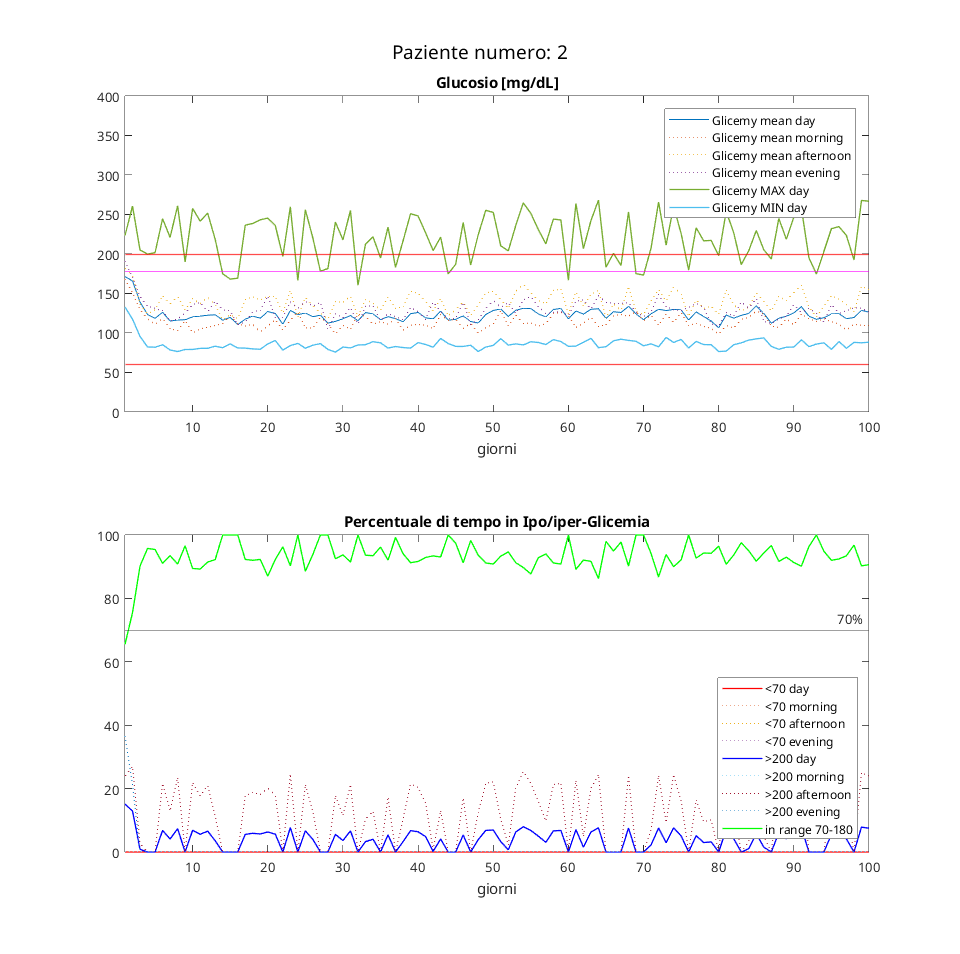 Paziente numero: 2
Glucosio [mg/dL]
400
350
300
250
200
150
100
50
0
Glicemy mean day
Glicemy mean morning
Glicemy mean afternoon
Glicemy mean evening
Glicemy MAX day
Glicemy MIN day
10 20 30 40 50 60 70 80 90 100
giorni
Percentuale di tempo in Ipo/iper-Glicemia
100
80
60
40
20
0
70%
<70 day
<70 morning
<70 afternoon
<70 evening
>200 day
>200 morning
>200 afternoon
>200 evening
in range 70-180
10 20 30 40 50 60 70 80 90 100
giorni